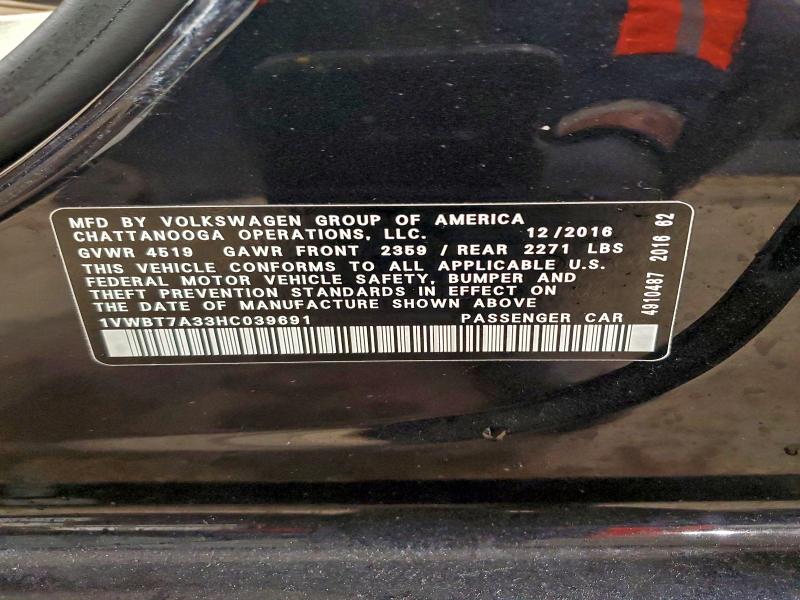 MFD BY VOLKSWAGEN GROUP OF AMERICA
CHATTANOOGA OPERATIONS, LLC. 12/2016
GVWR 4519 GAWR FRONT 2359 / REAR 2271 LBS
THIS VEHICLE CONFORMS TO ALL APPLICABLE U.S.
FEDERAL MOTOR VEHICLE SAFETY, BUMPER AND
THEFT PREVENTION STANDARDS IN EFFECT ON
THE DATE OF MANUFACTURE SHOWN ABOVE
1VWBT7A33HC039691 PASSENGER CAR
4910487 2016 62